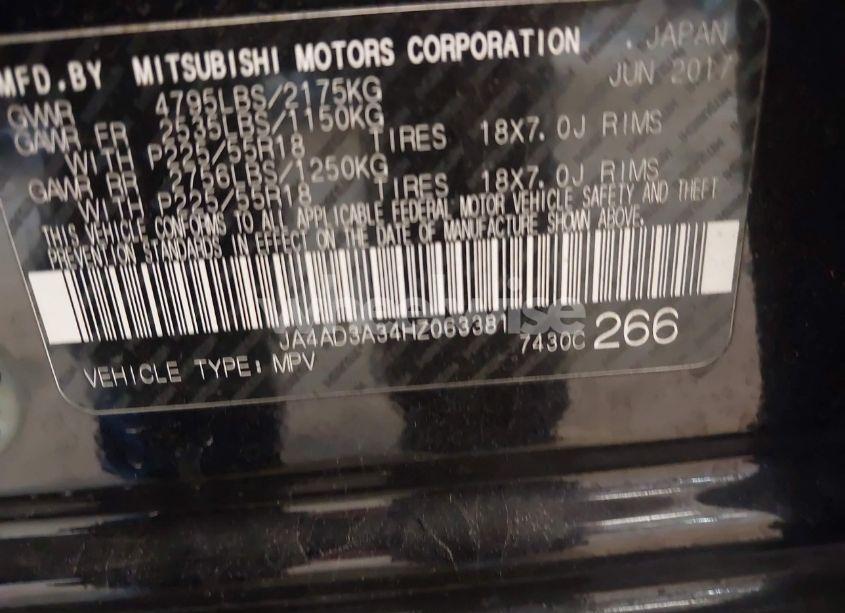 MFD.BY MITSUBISHI MOTORS CORPORATION . JAPAN
JUN 2017
GVWR 4795LBS/2175KG
GAWR FR 2535LBS/1150KG
WITH P225/55R18 TIRES 18X7.0J RIMS
GAWR RR 2756LBS/1250KG
WITH P225/55R18 TIRES 18X7.0J RIMS
THIS VEHICLE CONFORMS TO ALL APPLICABLE FEDERAL MOTOR VEHICLE SAFETY AND THEFT
PREVENTION STANDARDS IN EFFECT ON THE DATE OF MANUFACTURE SHOWN ABOVE.
JA4AD3A34HZ063381
7430C 266
VEHICLE TYPE: MPV